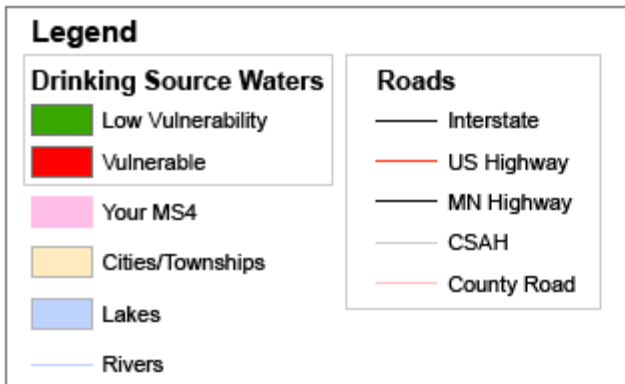 Legend
Drinking Source Waters
Low Vulnerability
Vulnerable
Your MS4
Cities/Townships
Lakes
Rivers
Roads
Interstate
US Highway
MN Highway
CSAH
County Road